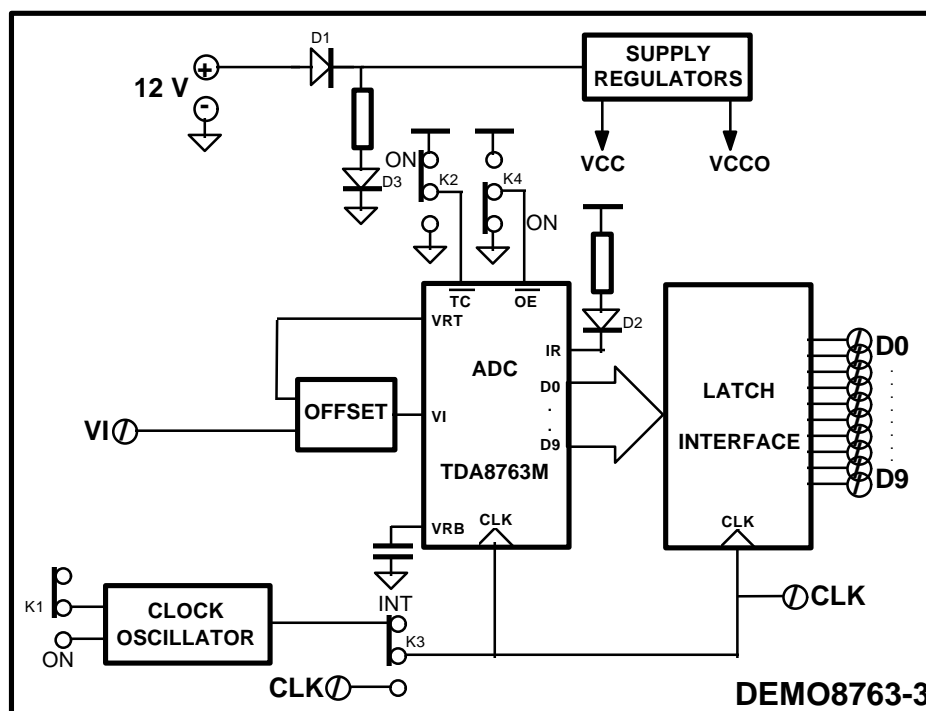 D1
SUPPLY
REGULATORS
12 V
+
-
VCC
VCCO
D3
ON
K2
K4
ON
TC
OE
VRT
D2
IR
ADC
D0
.
.
D9
OFFSET
VI
VI
TDA8763M
VRB
CLK
LATCH
INTERFACE
CLK
D0
D9
K1
ON
CLOCK
OSCILLATOR
INT
K3
CLK
CLK
DEMO8763-3